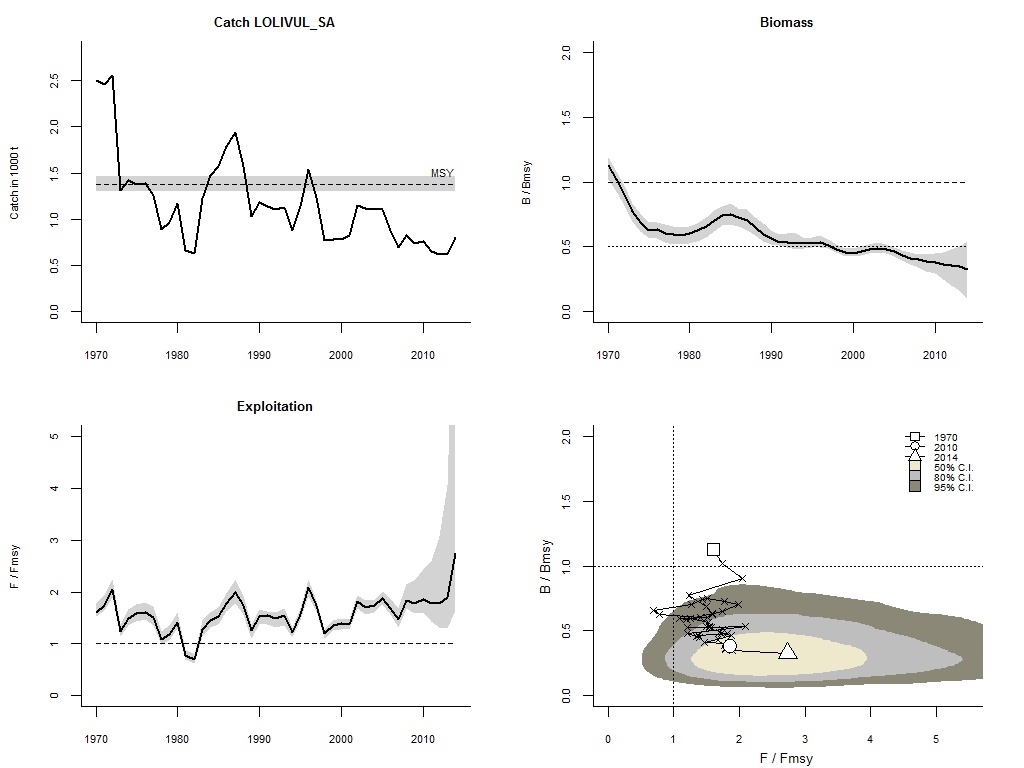 Catch LOLIVUL_SA
Catch in 1000 t
0.0 0.5 1.0 1.5 2.0 2.5
MSY
1970 1980 1990 2000 2010
Biomass
B / Bmsy
0.0 0.5 1.0 1.5 2.0
1970 1980 1990 2000 2010
Exploitation
F / Fmsy
0 1 2 3 4 5
1970 1980 1990 2000 2010
B / Bmsy
0.0 0.5 1.0 1.5 2.0
1970
2010
2014
50% C.I.
80% C.I.
95% C.I.
0 1 2 3 4 5
F / Fmsy